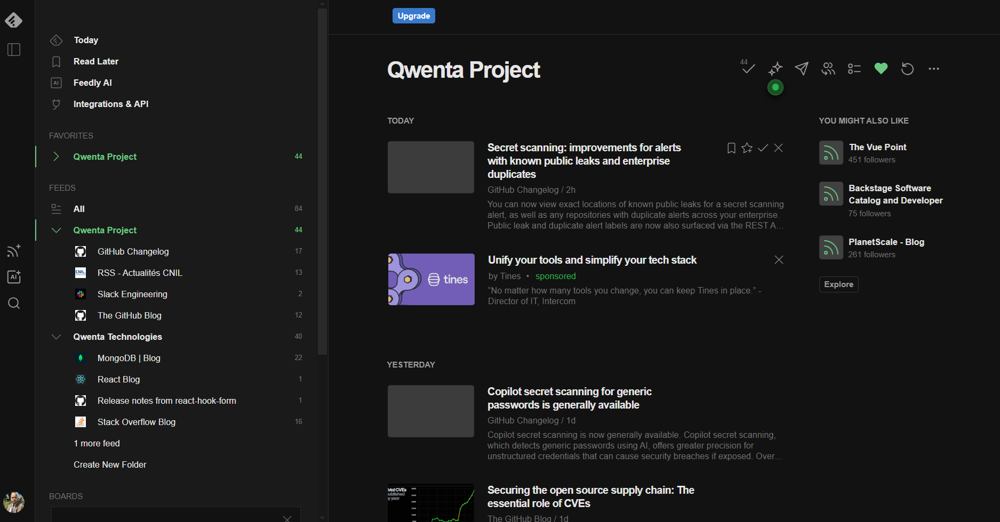 Upgrade
Today
Read Later
AI
Feedly AI
Integrations & API
FAVORITES
Qwenta Project 44
FEEDS
All 84
Qwenta Project 44
GitHub Changelog 17
CNIL.
RSS - Actualités CNIL 13
Slack Engineering 2
The GitHub Blog 12
Qwenta Technologies 40
MongoDB | Blog 22
React Blog 1
Release notes from react-hook-form 1
Stack Overflow Blog 16
1 more feed
Create New Folder
BOARDS
AI
Qwenta Project
44
TODAY
Secret scanning: improvements for alerts
with known public leaks and enterprise
duplicates
GitHub Changelog / 2h
You can now view exact locations of known public leaks for a secret scanning
alert, as well as any repositories with duplicate alerts across your enterprise.
Public leak and duplicate alert labels are now also surfaced via the REST A...
tines
Unify your tools and simplify your tech stack
by Tines • sponsored
“No matter how many tools you change, you can keep Tines in place.” -
Director of IT, Intercom
YESTERDAY
Copilot secret scanning for generic
passwords is generally available
GitHub Changelog / 1d
Copilot secret scanning is now generally available. Copilot secret scanning,
which detects generic passwords using AI, offers greater precision for
unstructured credentials that can cause security breaches if exposed. Over...
otal CVEs
ublished
y year
Securing the open source supply chain: The
essential role of CVEs
The GitHub Blog / 1d
YOU MIGHT ALSO LIKE
The Vue Point
451 followers
Backstage Software
Catalog and Developer
75 followers
PlanetScale - Blog
261 followers
Explore